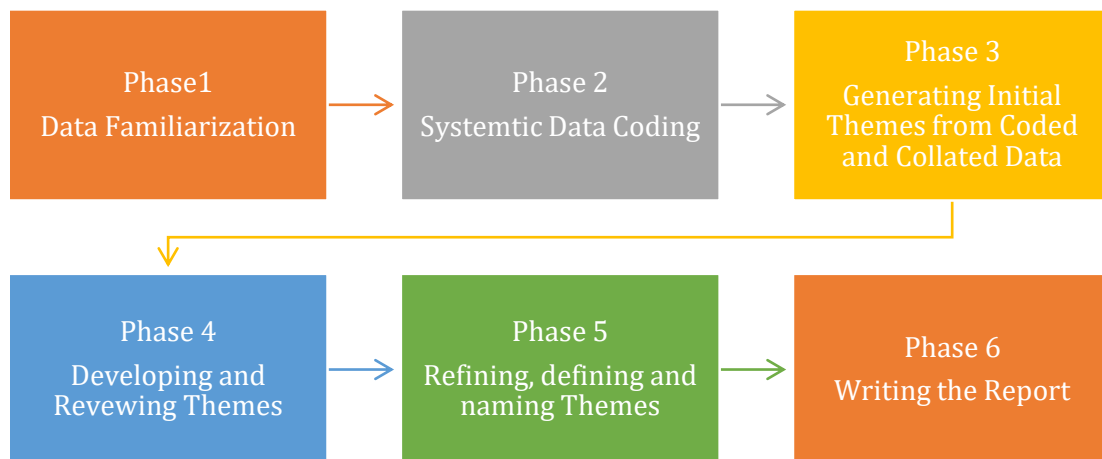 Phase1
Data Familiarization
Phase 2
Systemtic Data Coding
Phase 3
Generating Initial
Themes from Coded
and Collated Data
Phase 4
Developing and
Revewing Themes
Phase 5
Refining, defining and
naming Themes
Phase 6
Writing the Report